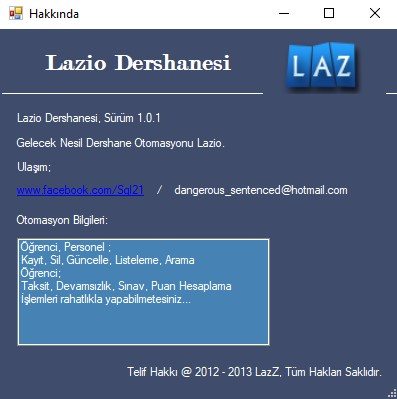 Hakkında
Lazio Dershanesi
LAZ
Lazio Dershanesi, Sürüm 1.0.1
Gelecek Nesil Dershane Otomasyonu Lazio.
Ulaşım;
www.facebook.com/Sql21 / dangerous_sentenced@hotmail.com
Otomasyon Bilgileri:
Öğrenci, Personel ;
Kayıt, Sil, Güncelle, Listeleme, Arama
Öğrenci;
Taksit, Devamsızlık, Sınav, Puan Hesaplama
İşlemleri rahatlıkla yapabilmetesiniz...
Telif Hakkı @ 2012 - 2013 LazZ, Tüm Hakları Saklıdır.